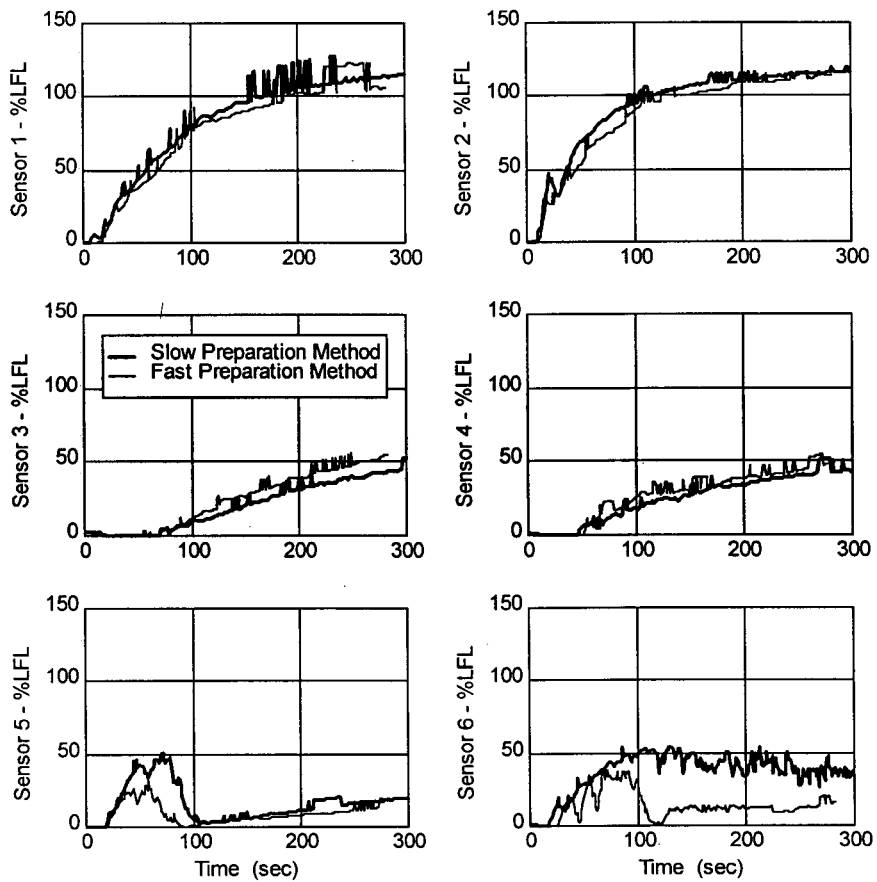 150
100
50
0
Sensor 1 - %LFL
0 100 200 300
150
100
50
0
Sensor 2 - %LFL
0 100 200 300
150
100
50
0
Sensor 3 - %LFL
Slow Preparation Method
Fast Preparation Method
0 100 200 300
150
100
50
0
Sensor 4 - %LFL
0 100 200 300
150
100
50
0
Sensor 5 - %LFL
0 100 200 300
Time (sec)
150
100
50
0
Sensor 6 - %LFL
0 100 200 300
Time (sec)